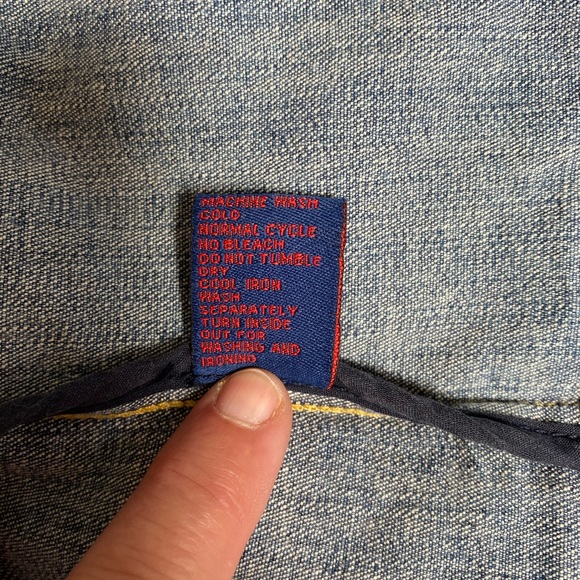 MACHINE WASH
COLD
NORMAL CYCLE
NO BLEACH
DO NOT TUMBLE
DRY
COOL IRON
WASH
SEPARATELY
TURN INSIDE
OUT FOR
WASHING AND
IRONING